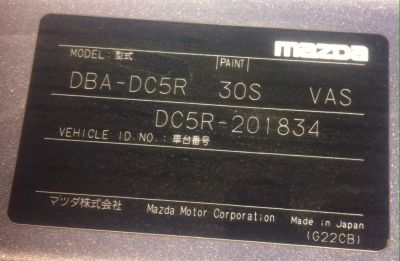 mazda
MODEL: 型式 PAINT
DBA-DC5R 30S VAS
DC5R-201834
VEHICLE ID.NO.: 車台番号
マツダ株式会社 Mazda Motor Corporation Made in Japan
(G22CB)